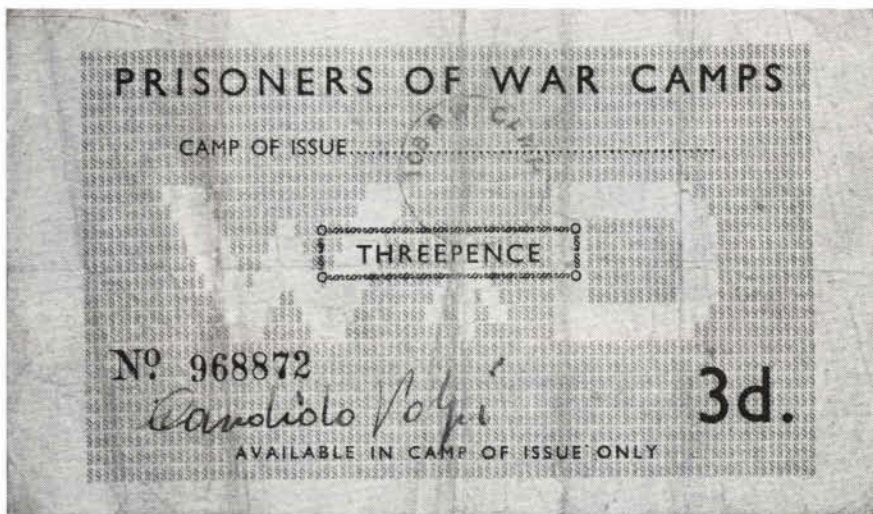 PRISONERS OF WAR CAMPS
CAMP OF ISSUE
THREEPENCE
Nº 968872
3d.
AVAILABLE IN CAMP OF ISSUE ONLY